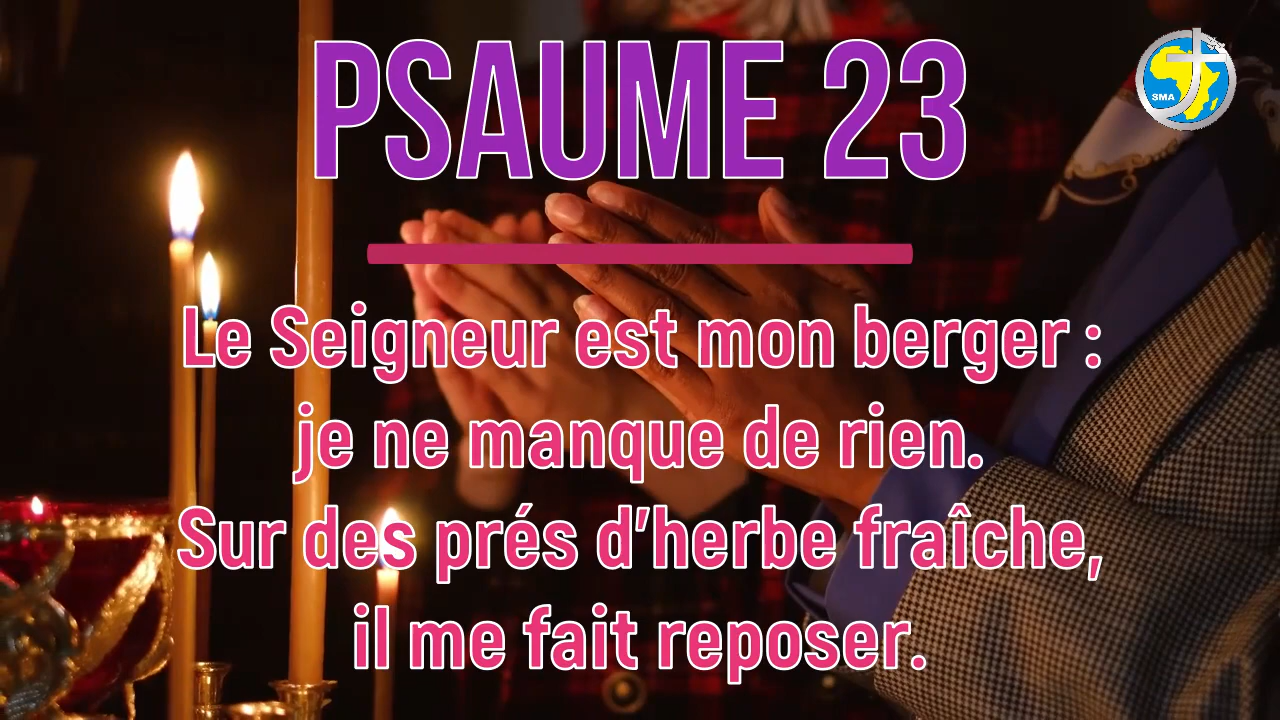 PSAUME 23
SMA
Le Seigneur est mon berger :
je ne manque de rien.
Sur des prés d’herbe fraîche,
il me fait reposer.